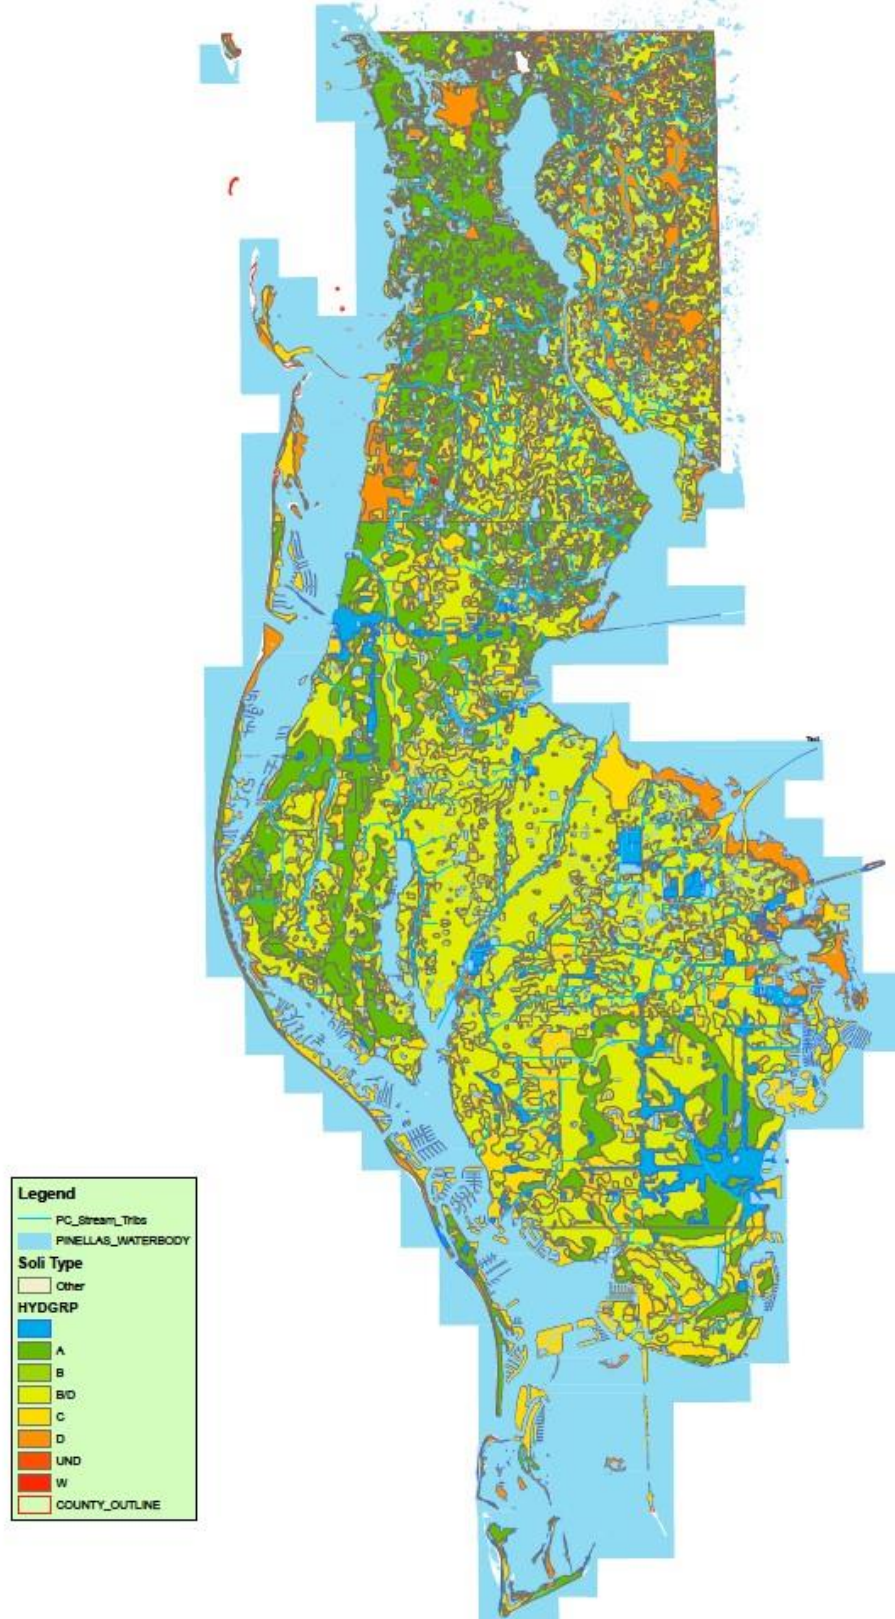 Legend
PC_Stream_Tribs
PINELLAS_WATERBODY
Soli Type
Other
HYDGRP
A
B
B/D
C
D
UND
W
COUNTY_OUTLINE